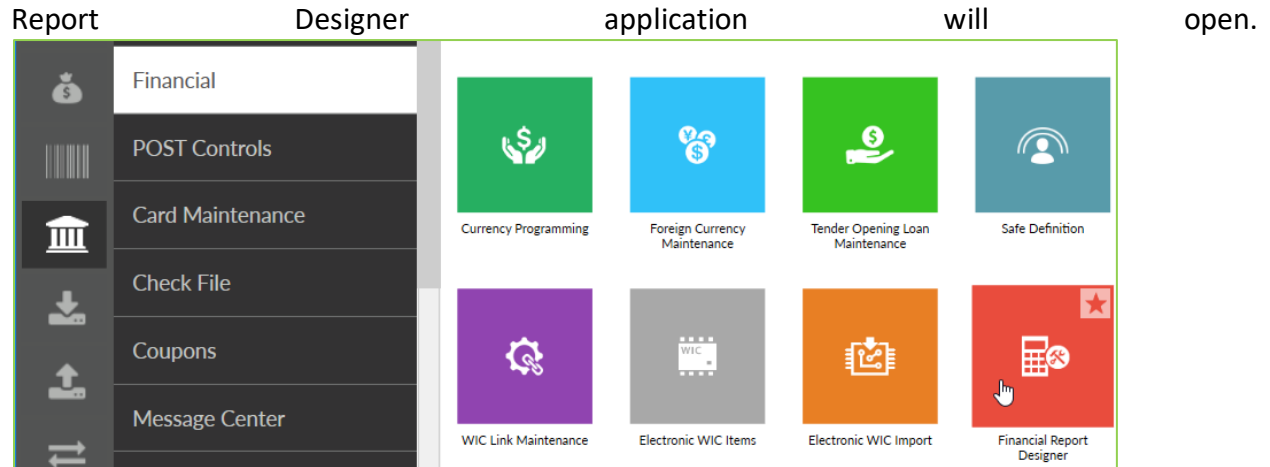 Report Designer application will open.
Financial
POST Controls
Card Maintenance
Check File
Coupons
Message Center
Currency Programming
Foreign Currency
Maintenance
Tender Opening Loan
Maintenance
Safe Definition
WIC
WIC Link Maintenance
Electronic WIC Items
Electronic WIC Import
Financial Report
Designer